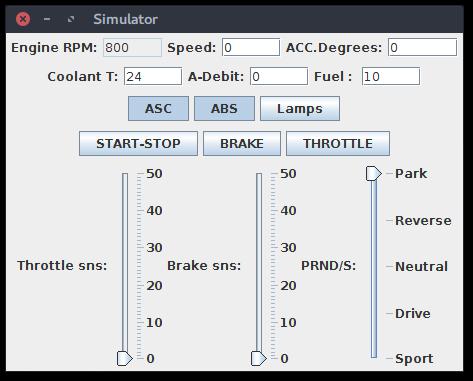 Simulator
Engine RPM: 800 Speed: 0 ACC.Degrees: 0
Coolant T: 24 A-Debit: 0 Fuel : 10
ASC ABS Lamps
START-STOP BRAKE THROTTLE
50 50 Park
40 40 Reverse
30 30
Throttle sns: Brake sns: PRND/S: Neutral
20 20
10 10 Drive
0 0 Sport